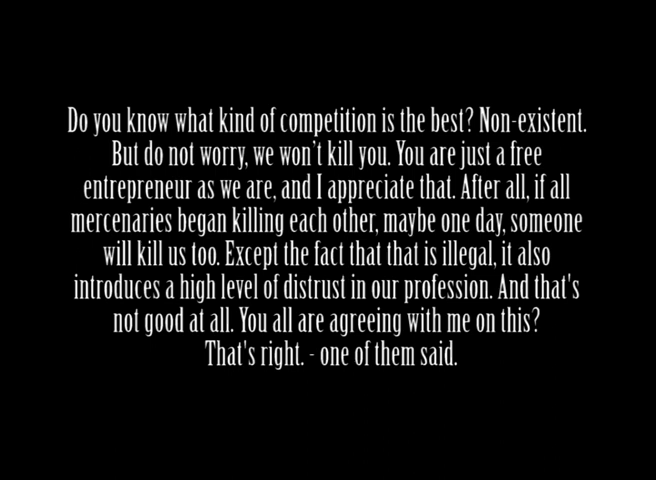 Do you know what kind of competition is the best? Non-existent.
But do not worry, we won't kill you. You are just a free
entrepreneur as we are, and I appreciate that. After all, if all
mercenaries began killing each other, maybe one day, someone
will kill us too. Except the fact that that is illegal, it also
introduces a high level of distrust in our profession. And that's
not good at all. You all are agreeing with me on this?
That's right. - one of them said.